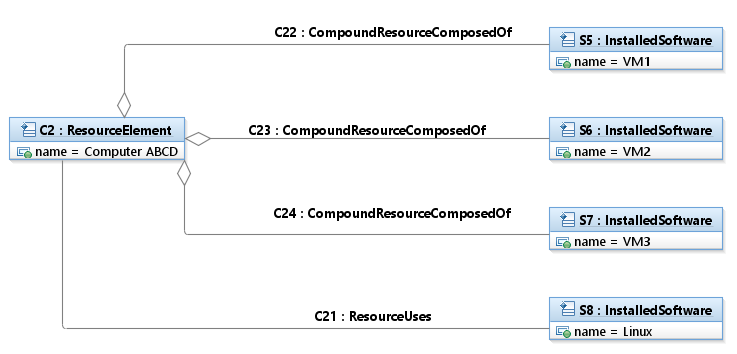 C22 : CompoundResourceComposedOf
S5 : InstalledSoftware
name = VM1
C2 : ResourceElement
name = Computer ABCD
C23 : CompoundResourceComposedOf
S6 : InstalledSoftware
name = VM2
C24 : CompoundResourceComposedOf
S7 : InstalledSoftware
name = VM3
C21 : ResourceUses
S8 : InstalledSoftware
name = Linux